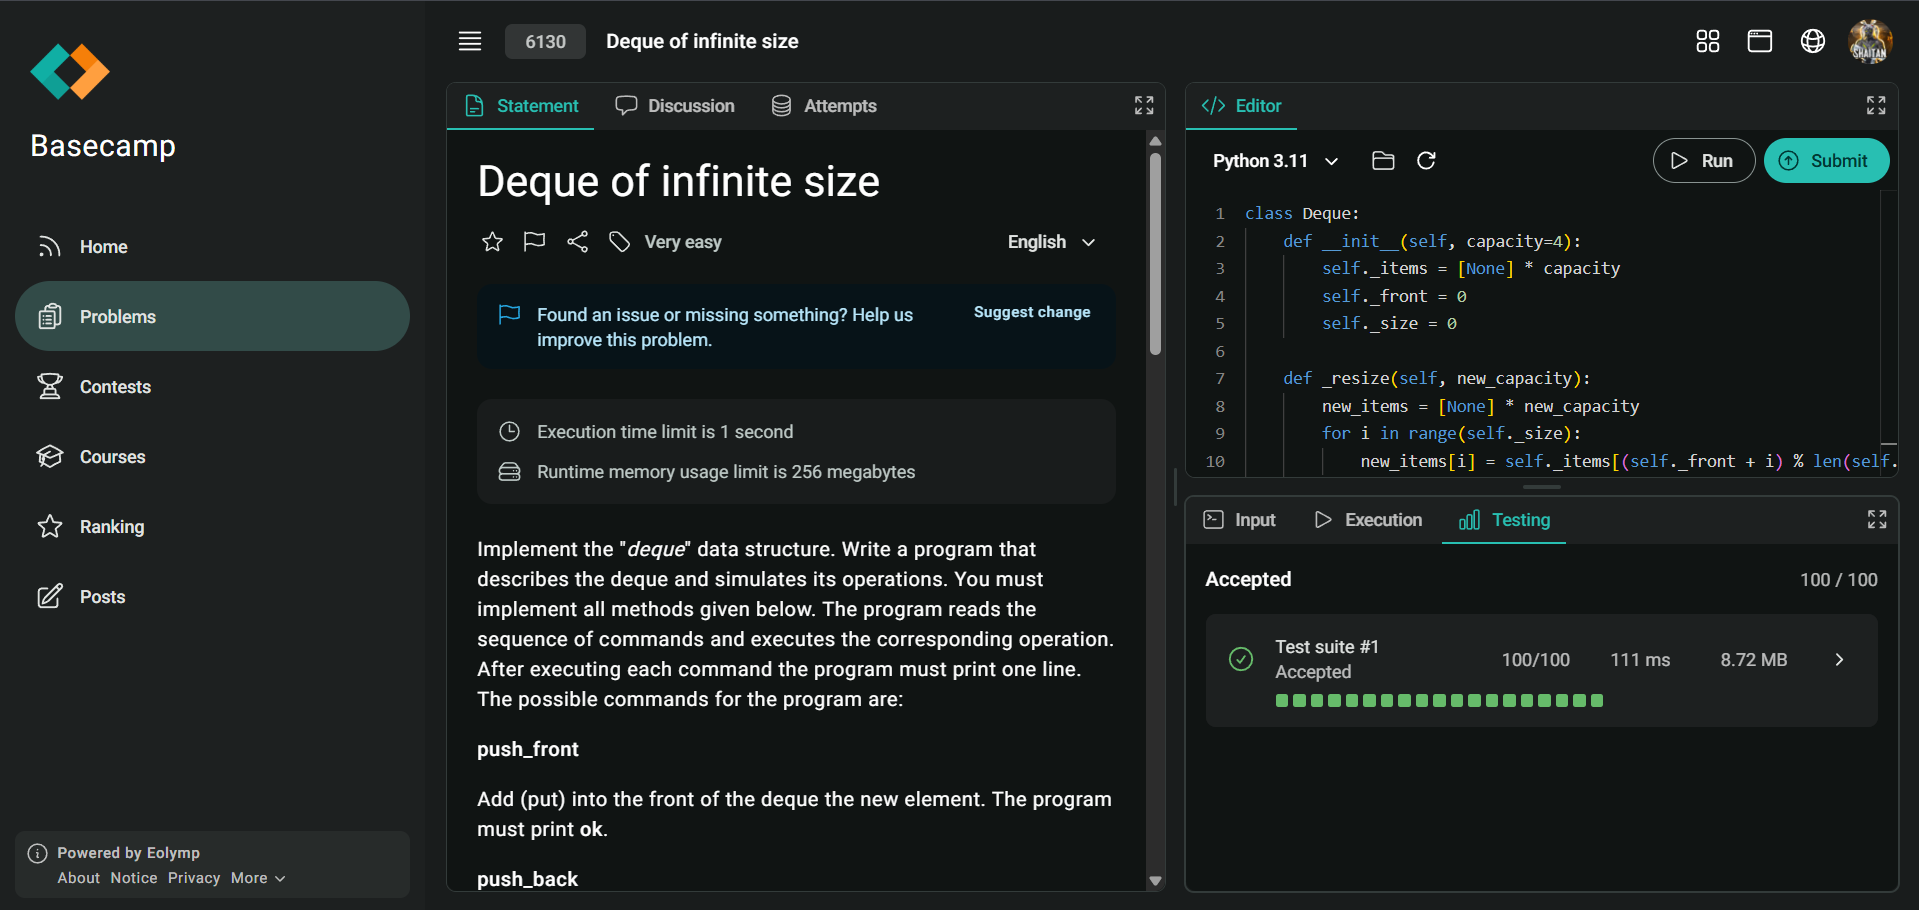 Basecamp
Home
Problems
Contests
Courses
Ranking
Posts
Powered by Eolymp
About Notice Privacy More
6130 Deque of infinite size
SHAITAN
Statement Discussion Attempts
Deque of infinite size
Very easy English
Found an issue or missing something? Help us improve this problem. Suggest change
Execution time limit is 1 second
Runtime memory usage limit is 256 megabytes
Implement the "deque" data structure. Write a program that
describes the deque and simulates its operations. You must
implement all methods given below. The program reads the
sequence of commands and executes the corresponding operation.
After executing each command the program must print one line.
The possible commands for the program are:
push_front
Add (put) into the front of the deque the new element. The program
must print ok.
push_back
Editor
Python 3.11 Run Submit
1 class Deque:
2     def __init__(self, capacity=4):
3         self._items = [None] * capacity
4         self._front = 0
5         self._size = 0
6
7     def _resize(self, new_capacity):
8         new_items = [None] * new_capacity
9         for i in range(self._size):
10             new_items[i] = self._items[(self._front + i) % len(self.
Input Execution Testing
Accepted 100 / 100
Test suite #1
Accepted
100/100 111 ms 8.72 MB